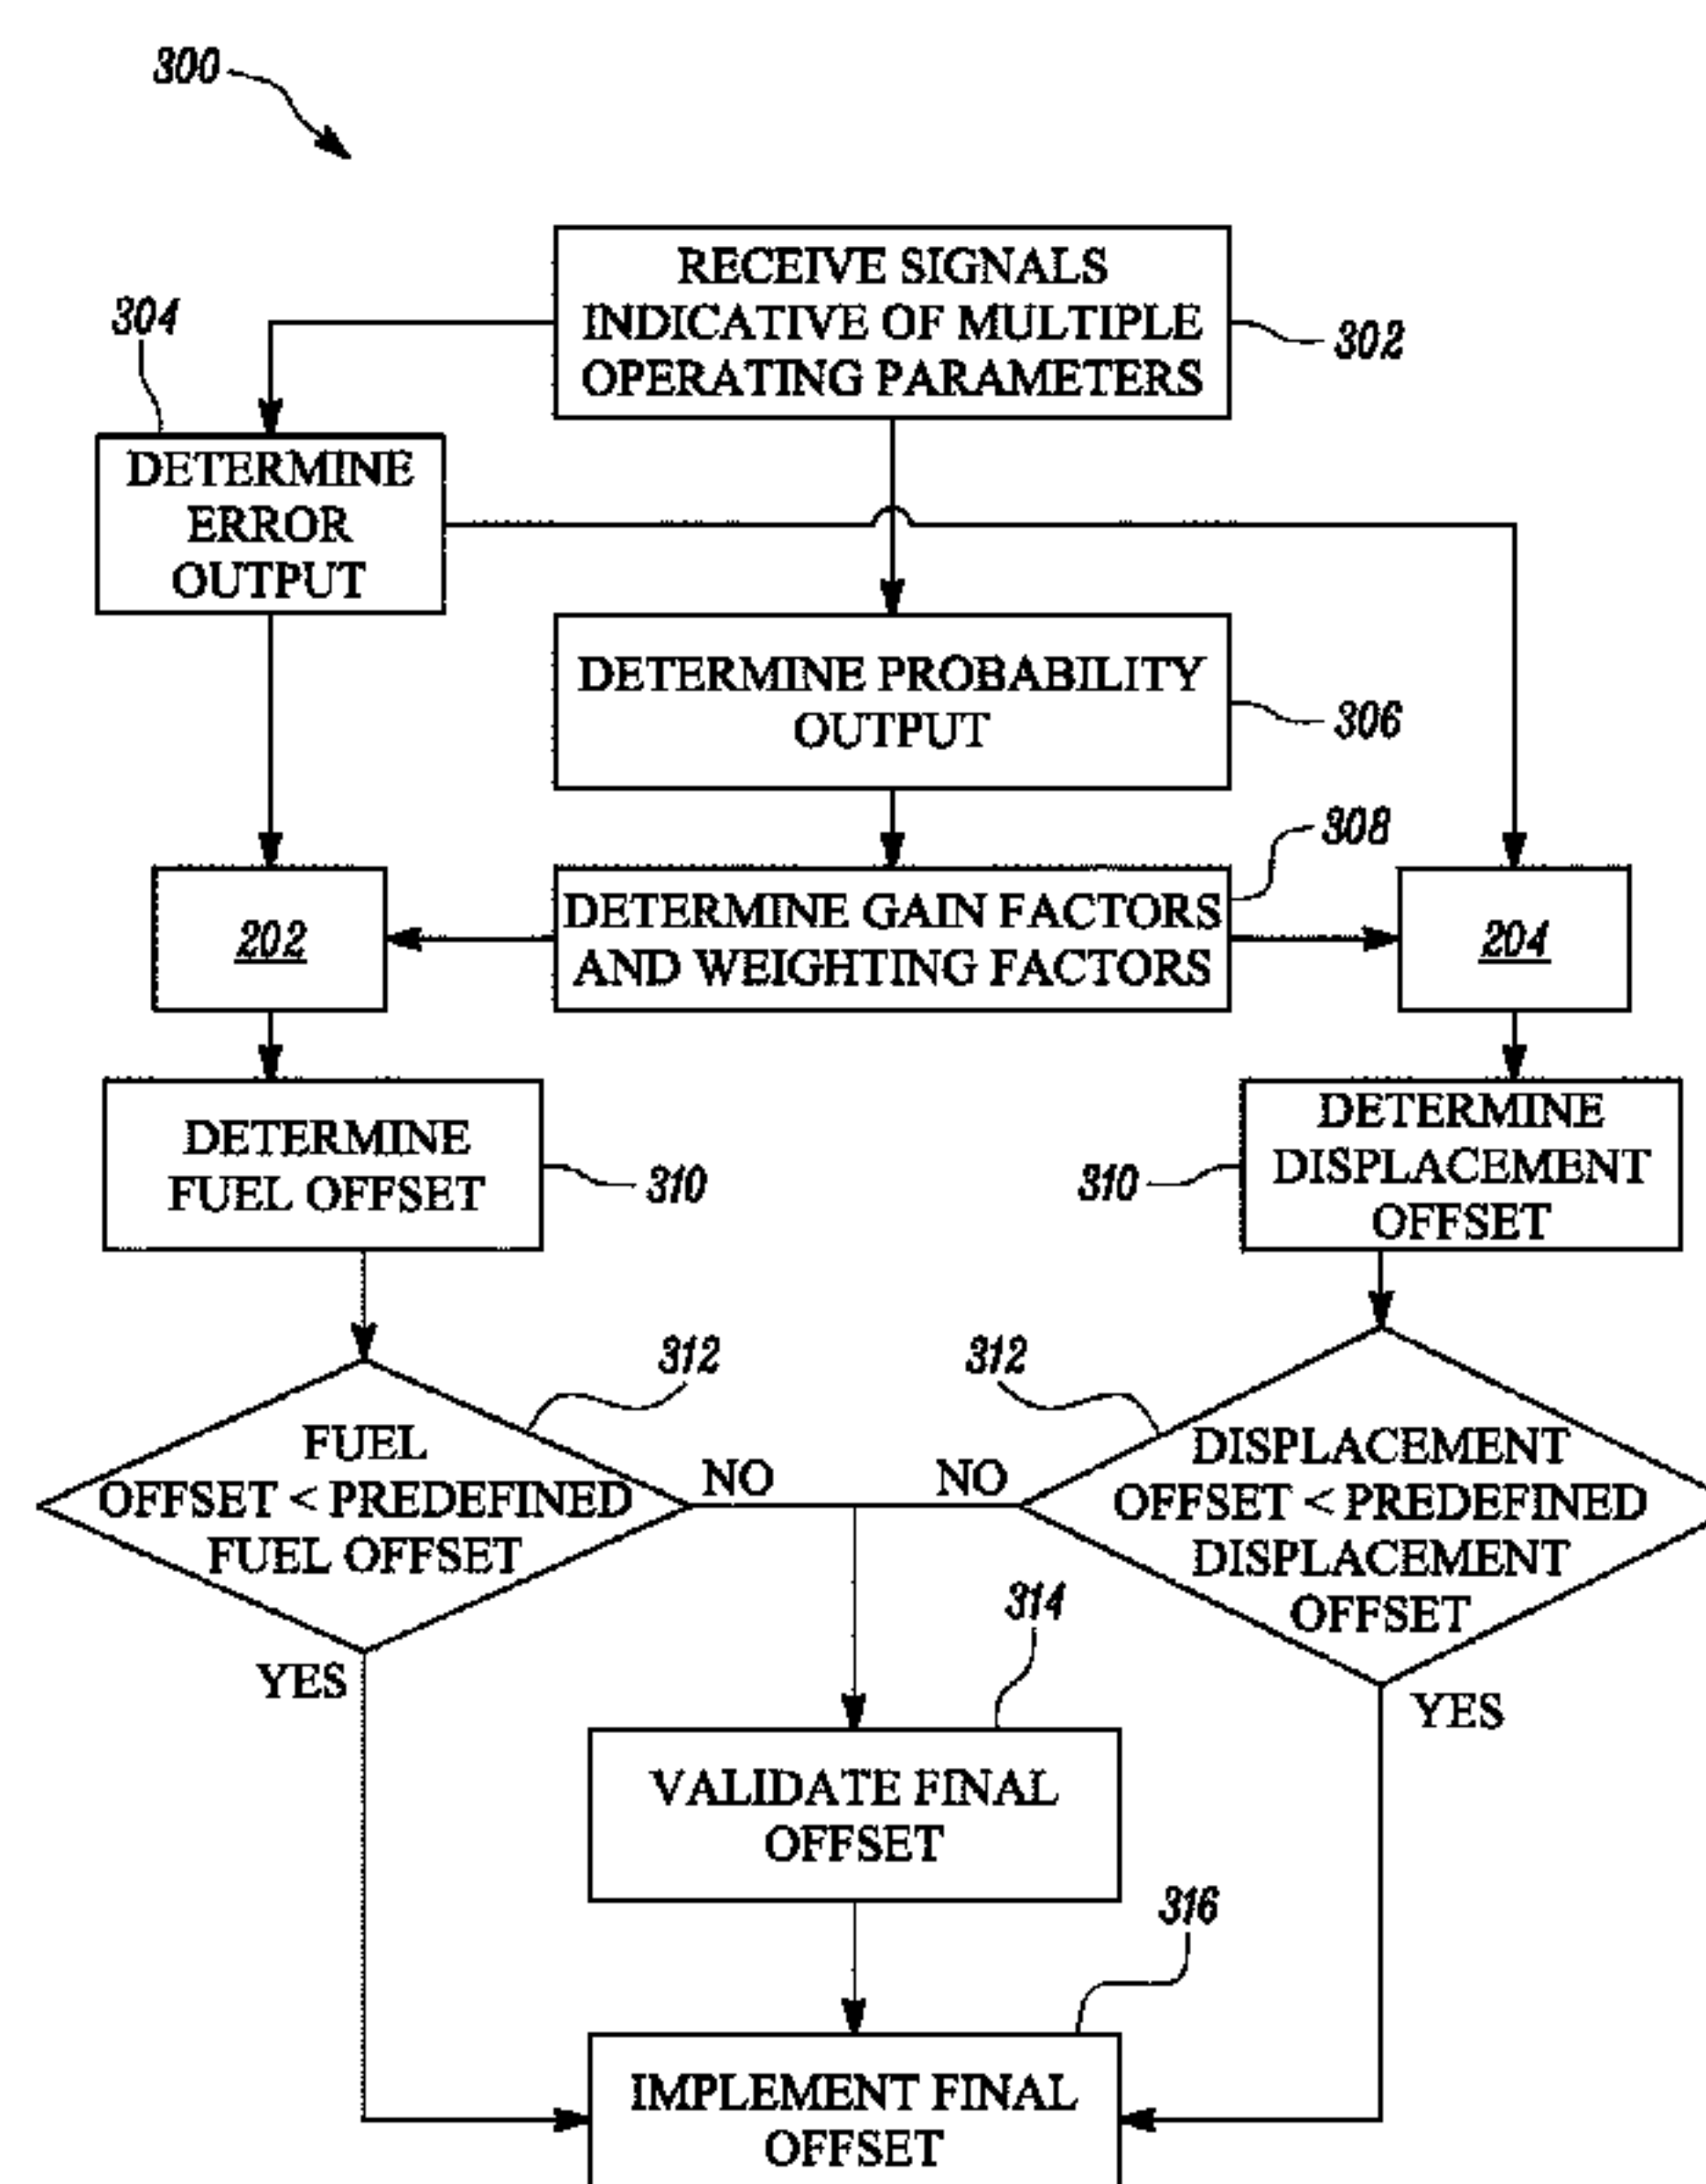 300
RECEIVE SIGNALS
INDICATIVE OF MULTIPLE
OPERATING PARAMETERS
302
304
DETERMINE
ERROR
OUTPUT
DETERMINE PROBABILITY
OUTPUT
306
308
202
DETERMINE GAIN FACTORS
AND WEIGHTING FACTORS
204
DETERMINE
FUEL OFFSET
310
310
DETERMINE
DISPLACEMENT
OFFSET
312
312
FUEL
OFFSET < PREDEFINED
FUEL OFFSET
NO
NO
DISPLACEMENT
OFFSET < PREDEFINED
DISPLACEMENT
OFFSET
YES
314
YES
VALIDATE FINAL
OFFSET
316
IMPLEMENT FINAL
OFFSET